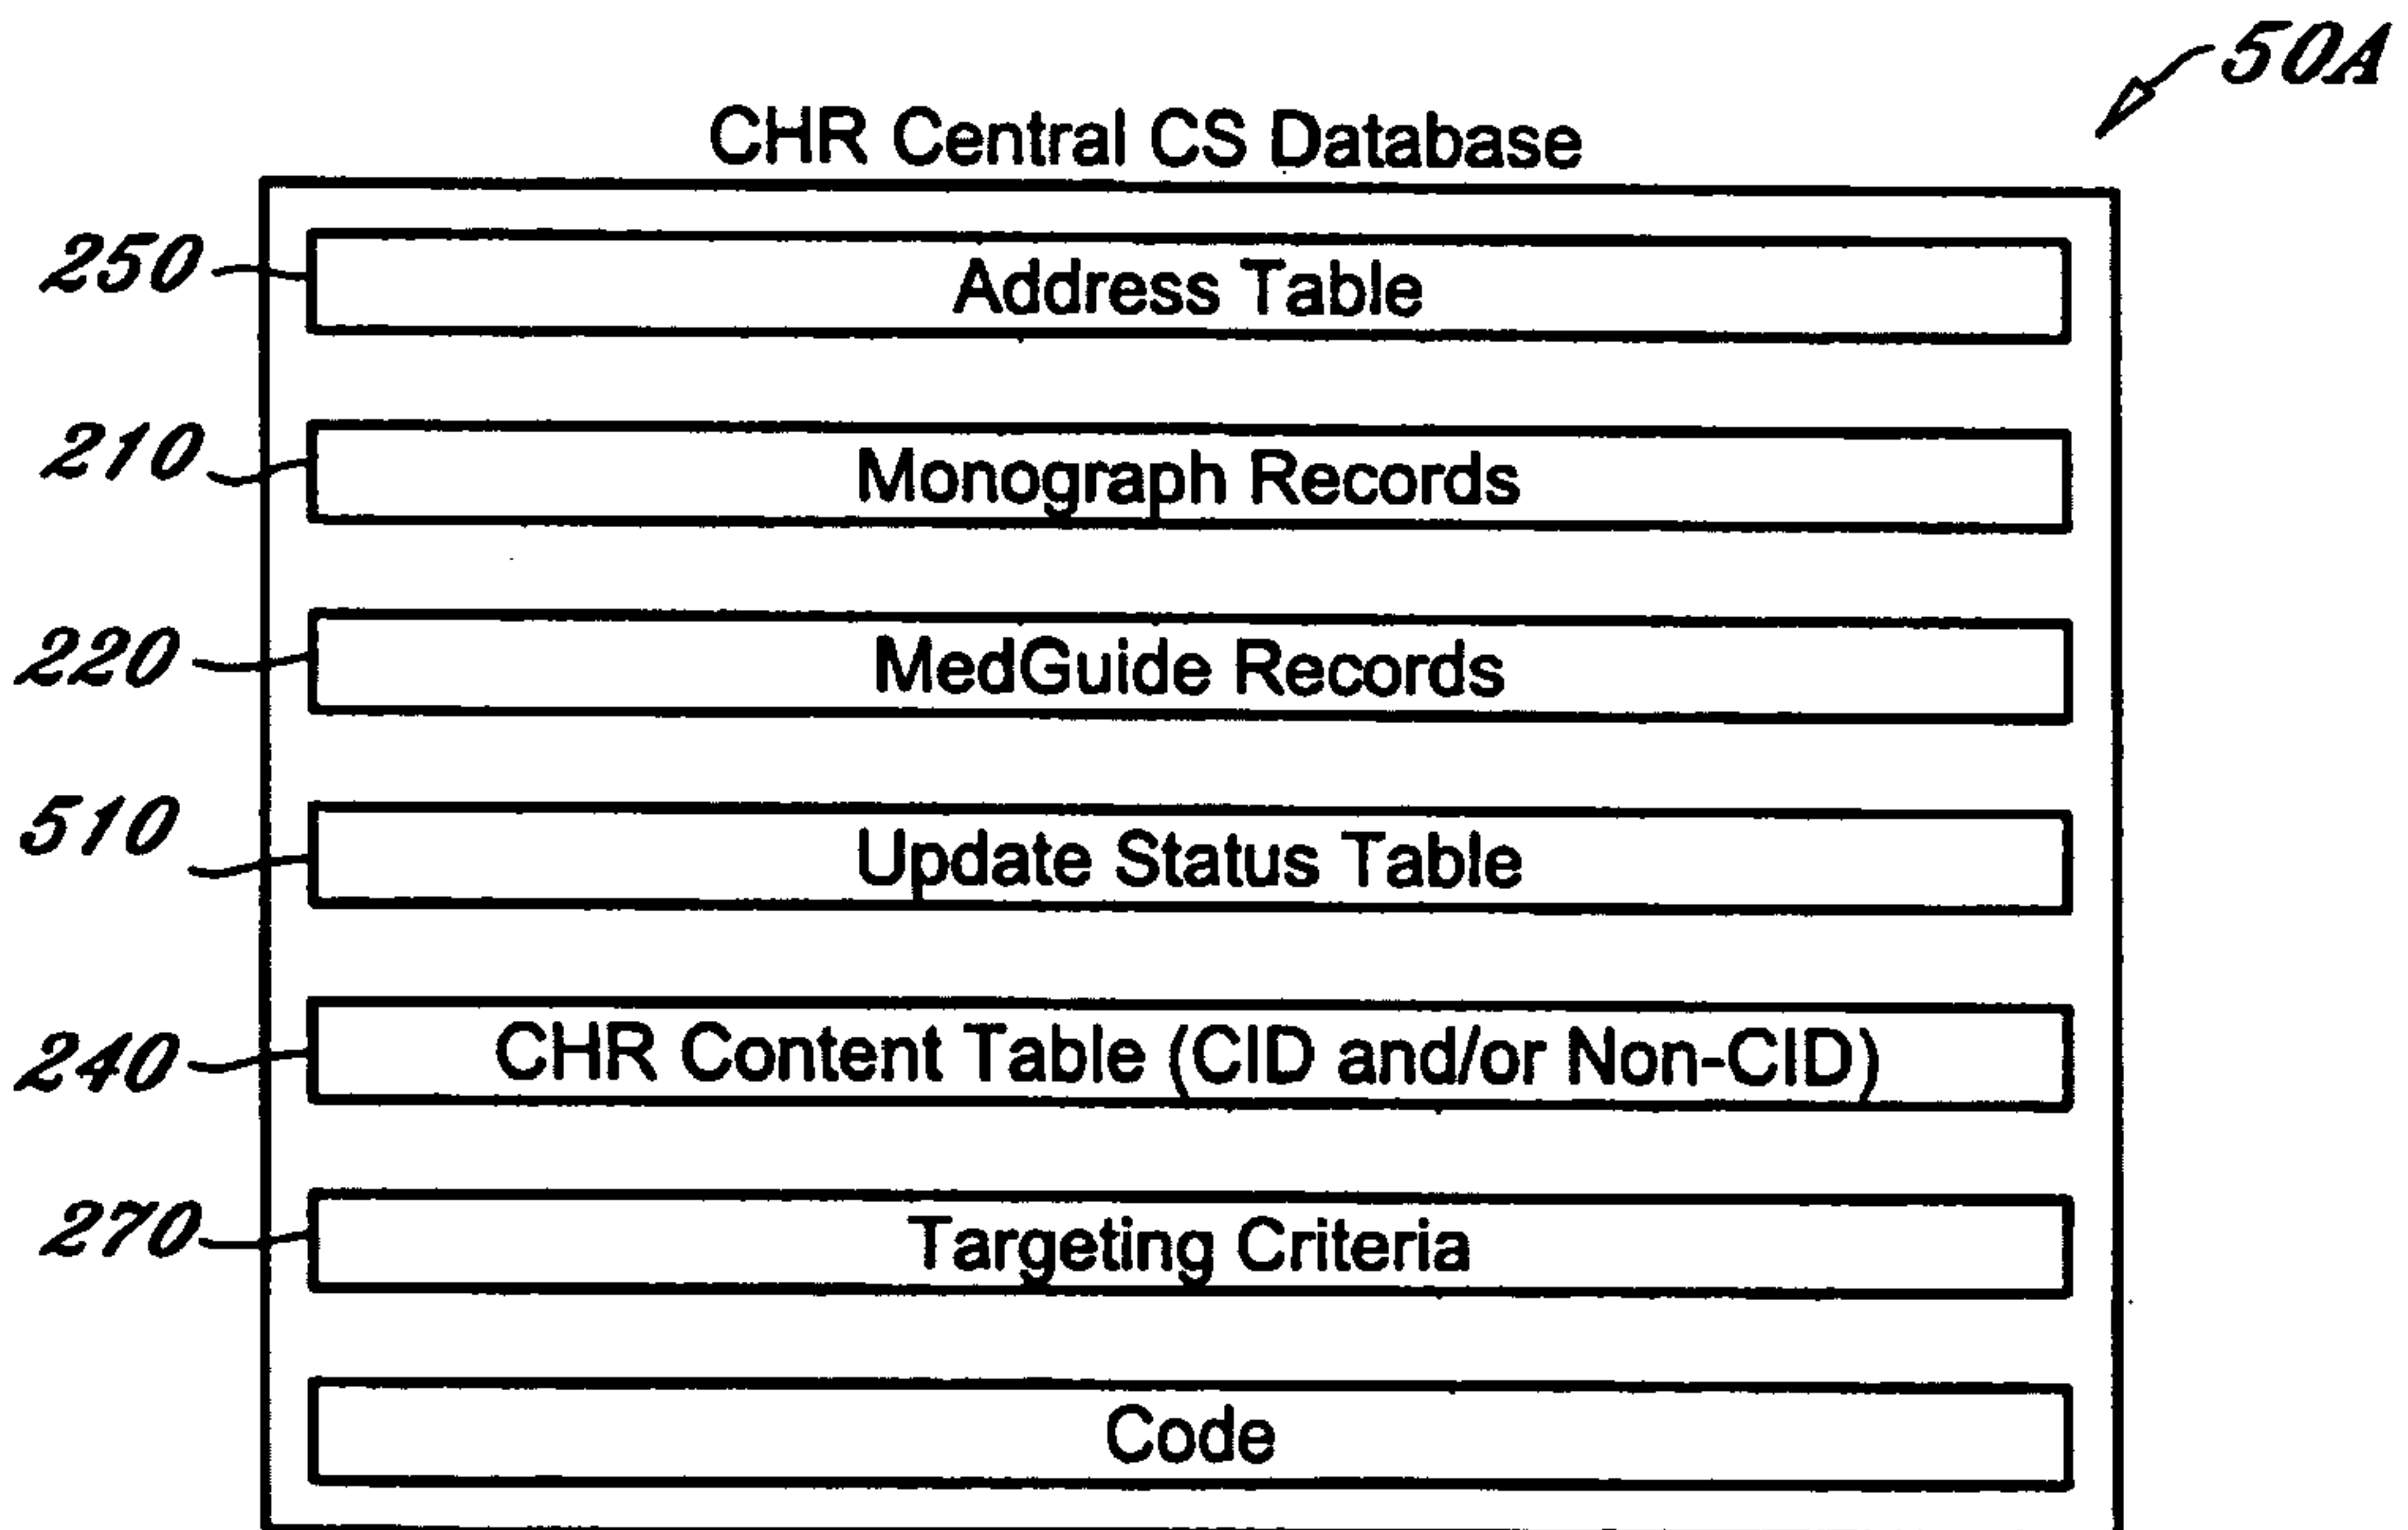 50A
CHR Central CS Database
250 Address Table
210 Monograph Records
220 MedGuide Records
510 Update Status Table
240 CHR Content Table (CID and/or Non-CID)
270 Targeting Criteria
Code